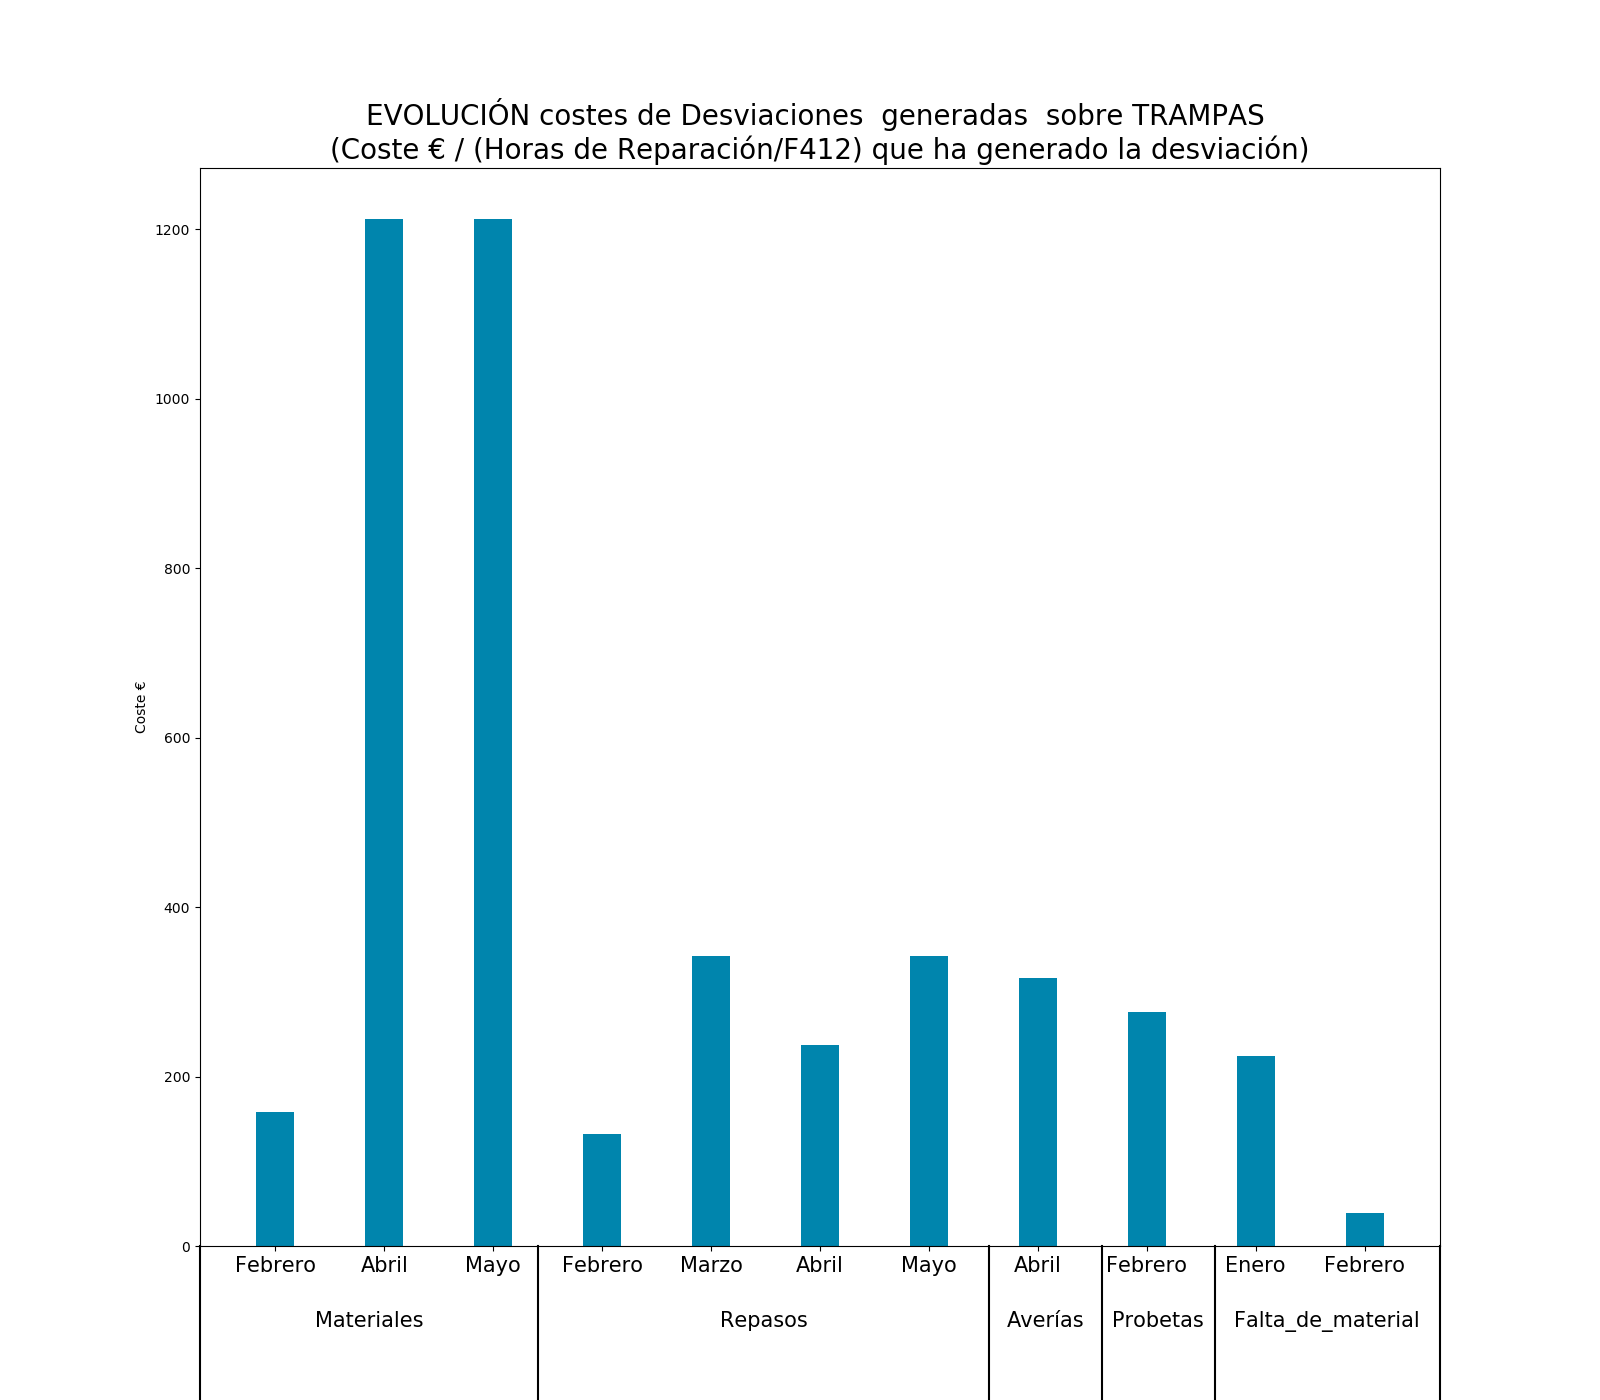 EVOLUCIÓN costes de Desviaciones  generadas  sobre TRAMPAS
(Coste € / (Horas de Reparación/F412) que ha generado la desviación)
1200
1000
800
Coste €
600
400
200
0
Febrero Abril Mayo Febrero Marzo Abril Mayo Abril Febrero Enero Febrero
Materiales Repasos Averías Probetas Falta_de_material